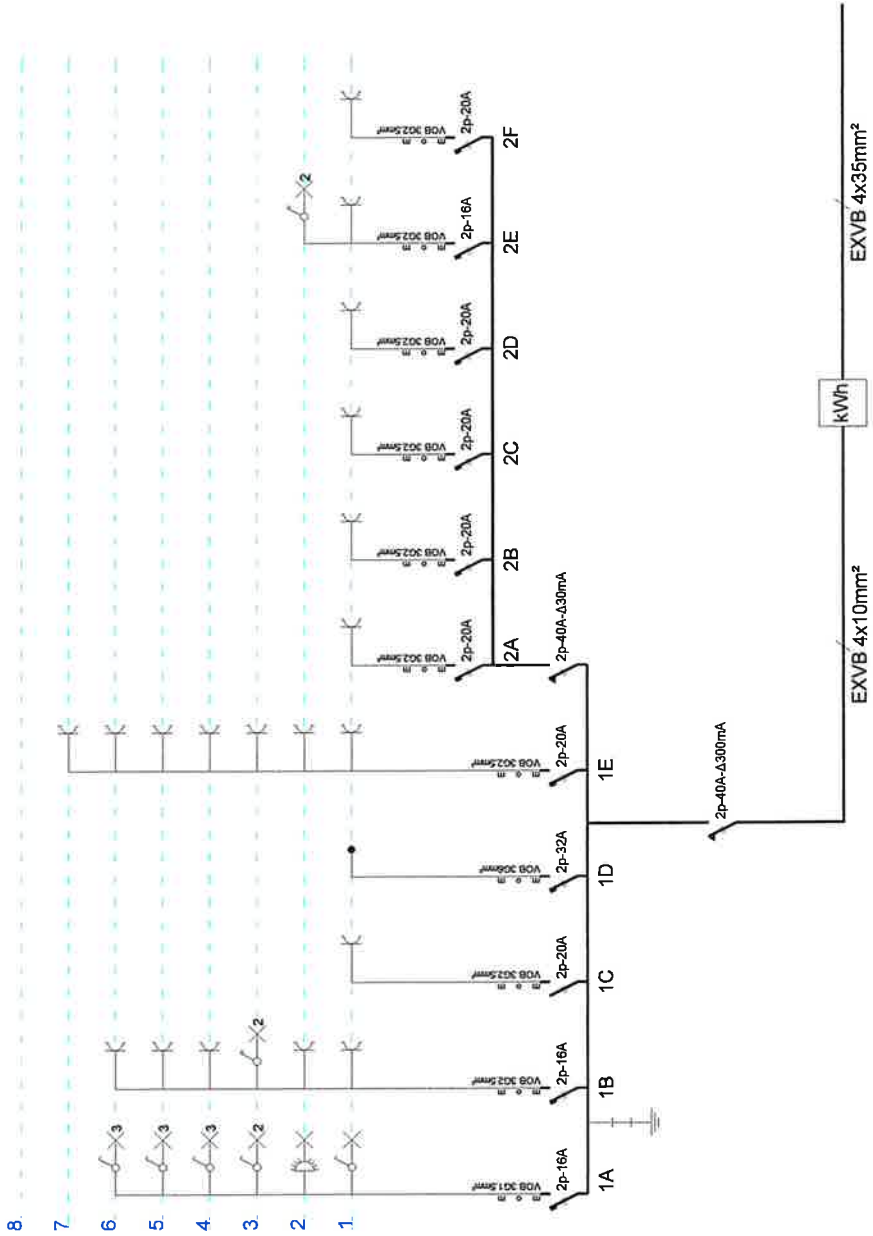 8
7
6
5
4
3
2
1
3
3
3
2
2
2
VOB 3G1.5mm²
VOB 3G2.5mm²
VOB 3G2.5mm²
VOB 3G6mm²
VOB 3G2.5mm²
VOB 3G2.5mm²
VOB 3G2.5mm²
VOB 3G2.5mm²
VOB 3G2.5mm²
VOB 3G2.5mm²
VOB 3G2.5mm²
2p-16A
2p-16A
2p-20A
2p-32A
2p-20A
2p-20A
2p-20A
2p-20A
2p-20A
2p-16A
2p-20A
1A
1B
1C
1D
1E
2A
2B
2C
2D
2E
2F
2p-40A-Δ30mA
2p-40A-Δ300mA
EXVB 4x10mm²
kWh
EXVB 4x35mm²